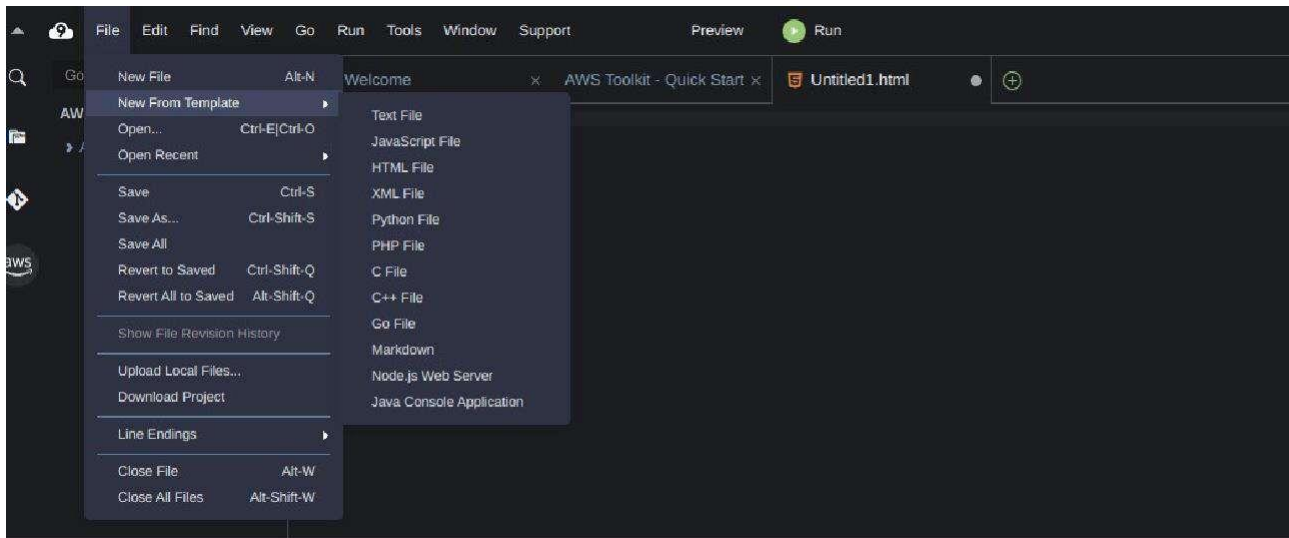 File Edit Find View Go Run Tools Window Support Preview Run
Go
Welcome AWS Toolkit - Quick Start Untitled1.html
AW
New File Alt-N
New From Template
Open... Ctrl-E|Ctrl-O
Open Recent
Save Ctrl-S
Save As... Ctrl-Shift-S
Save All
Revert to Saved Ctrl-Shift-Q
Revert All to Saved Alt-Shift-Q
Show File Revision History
Upload Local Files...
Download Project
Line Endings
Close File Alt-W
Close All Files Alt-Shift-W
Text File
JavaScript File
HTML File
XML File
Python File
PHP File
C File
C++ File
Go File
Markdown
Node.js Web Server
Java Console Application
aws
9